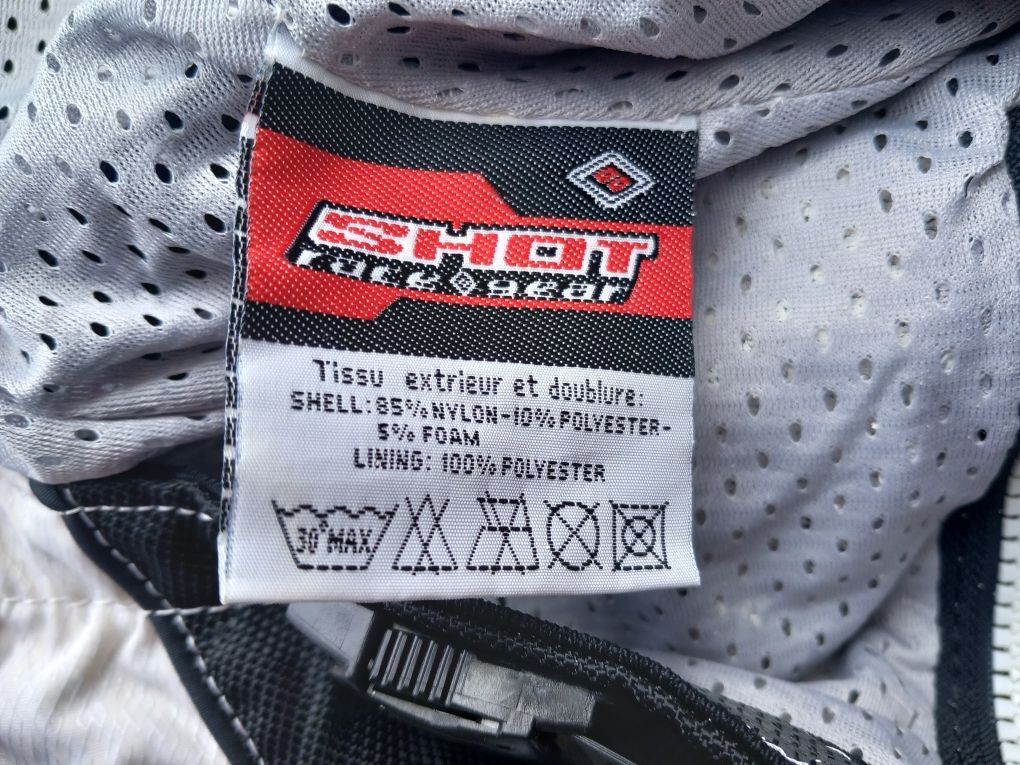 SHOT
race gear
Tissu extrieur et doublure:
SHELL: 85% NYLON-10% POLYESTER-
5% FOAM
LINING: 100% POLYESTER
30° MAX